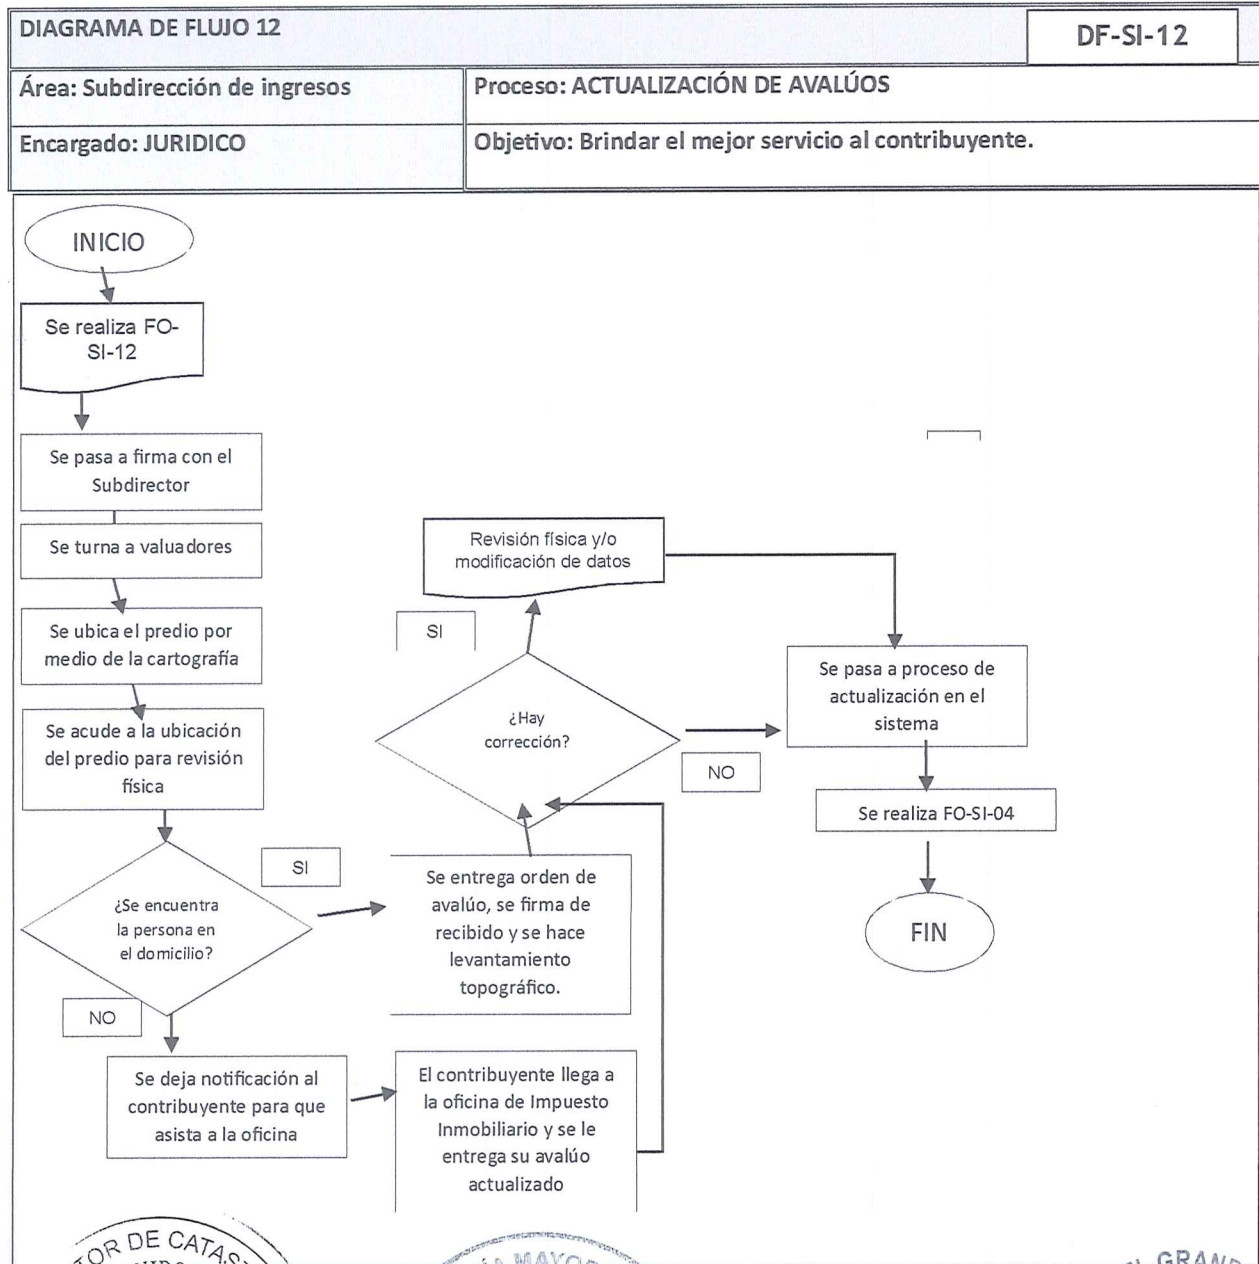 DIAGRAMA DE FLUJO 12
DF-SI-12
Área: Subdirección de ingresos
Proceso: ACTUALIZACIÓN DE AVALÚOS
Encargado: JURIDICO
Objetivo: Brindar el mejor servicio al contribuyente.
INICIO
Se realiza FO-
SI-12
Se pasa a firma con el
Subdirector
Se turna a valuadores
Se ubica el predio por
medio de la cartografía
Se acude a la ubicación
del predio para revisión
física
¿Se encuentra
la persona en
el domicilio?
SI
NO
Se deja notificación al
contribuyente para que
asista a la oficina
El contribuyente llega a
la oficina de Impuesto
Inmobiliario y se le
entrega su avalúo
actualizado
Se entrega orden de
avalúo, se firma de
recibido y se hace
levantamiento
topográfico.
¿Hay
corrección?
SI
NO
Revisión física y/o
modificación de datos
Se pasa a proceso de
actualización en el
sistema
Se realiza FO-SI-04
FIN
DE